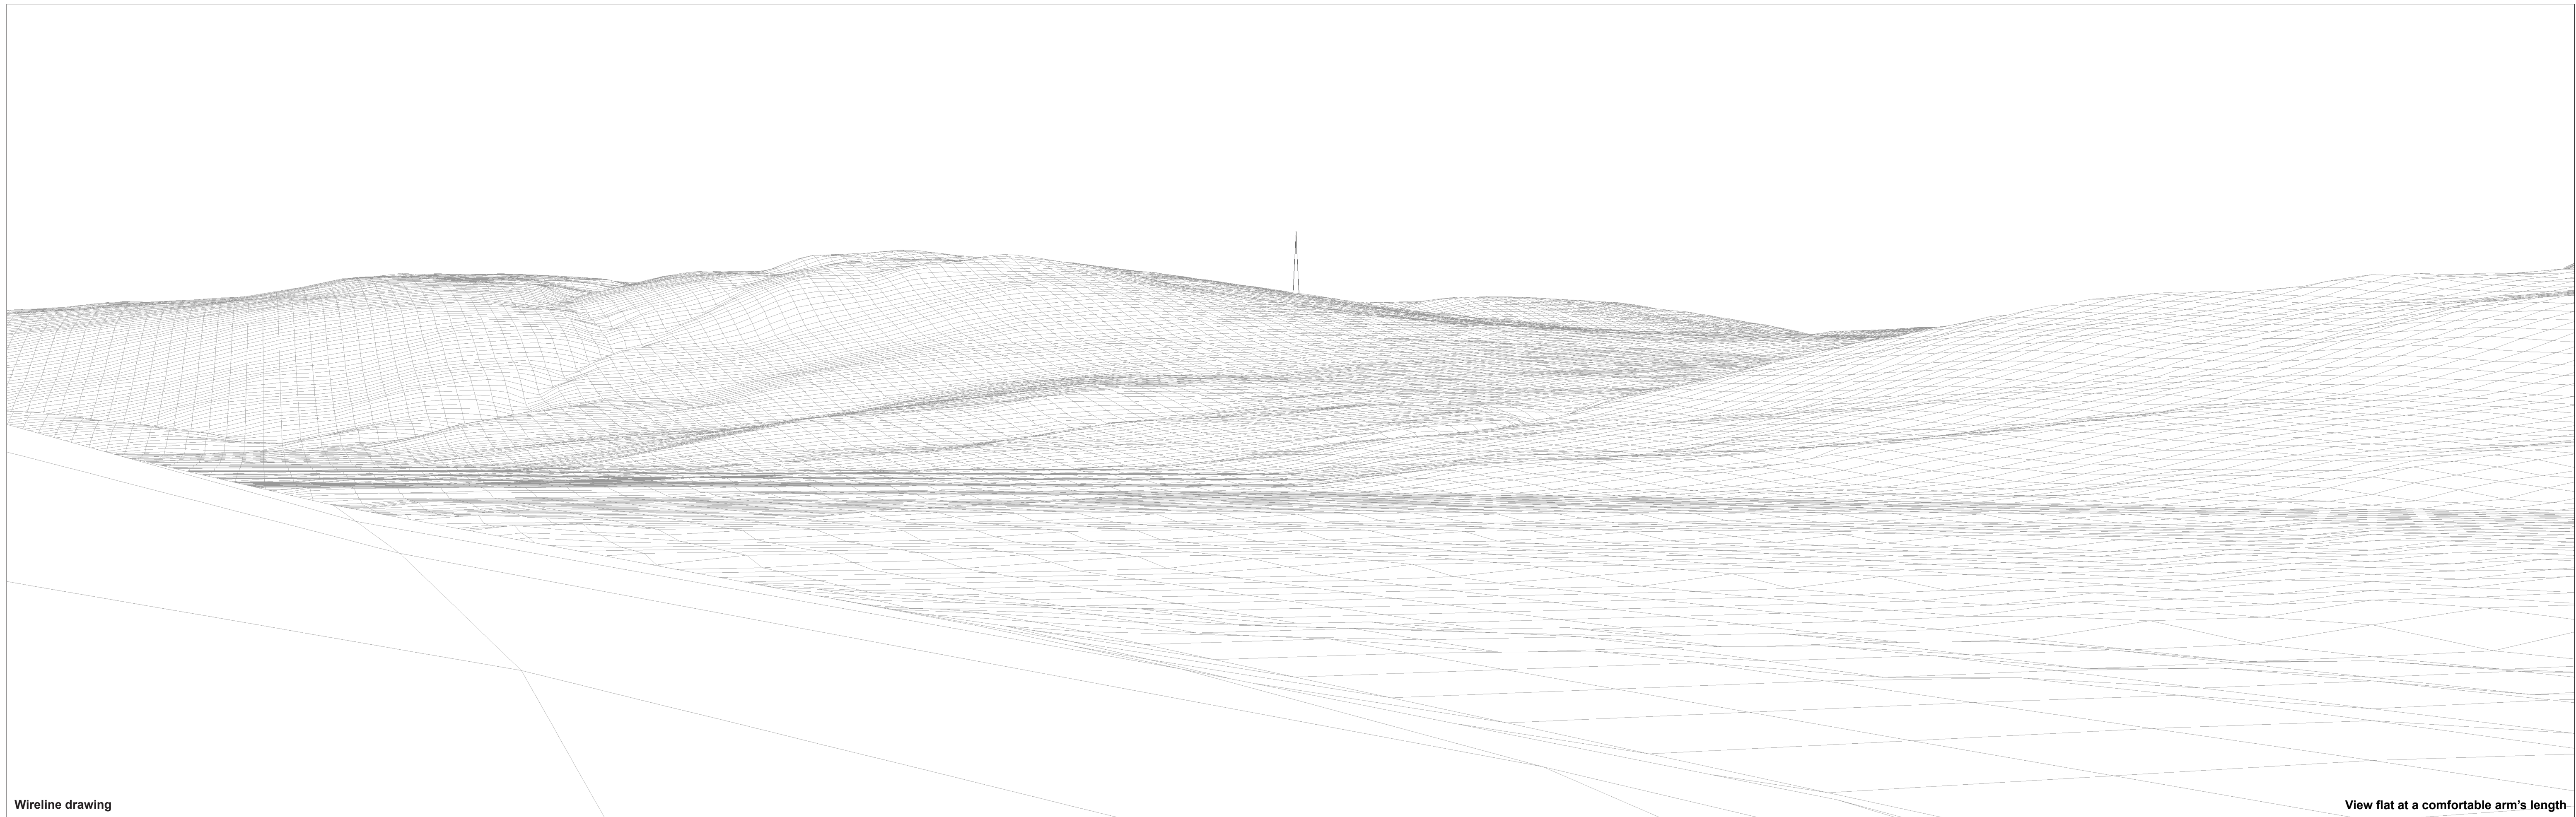 Wireline drawing
View flat at a comfortable arm's length